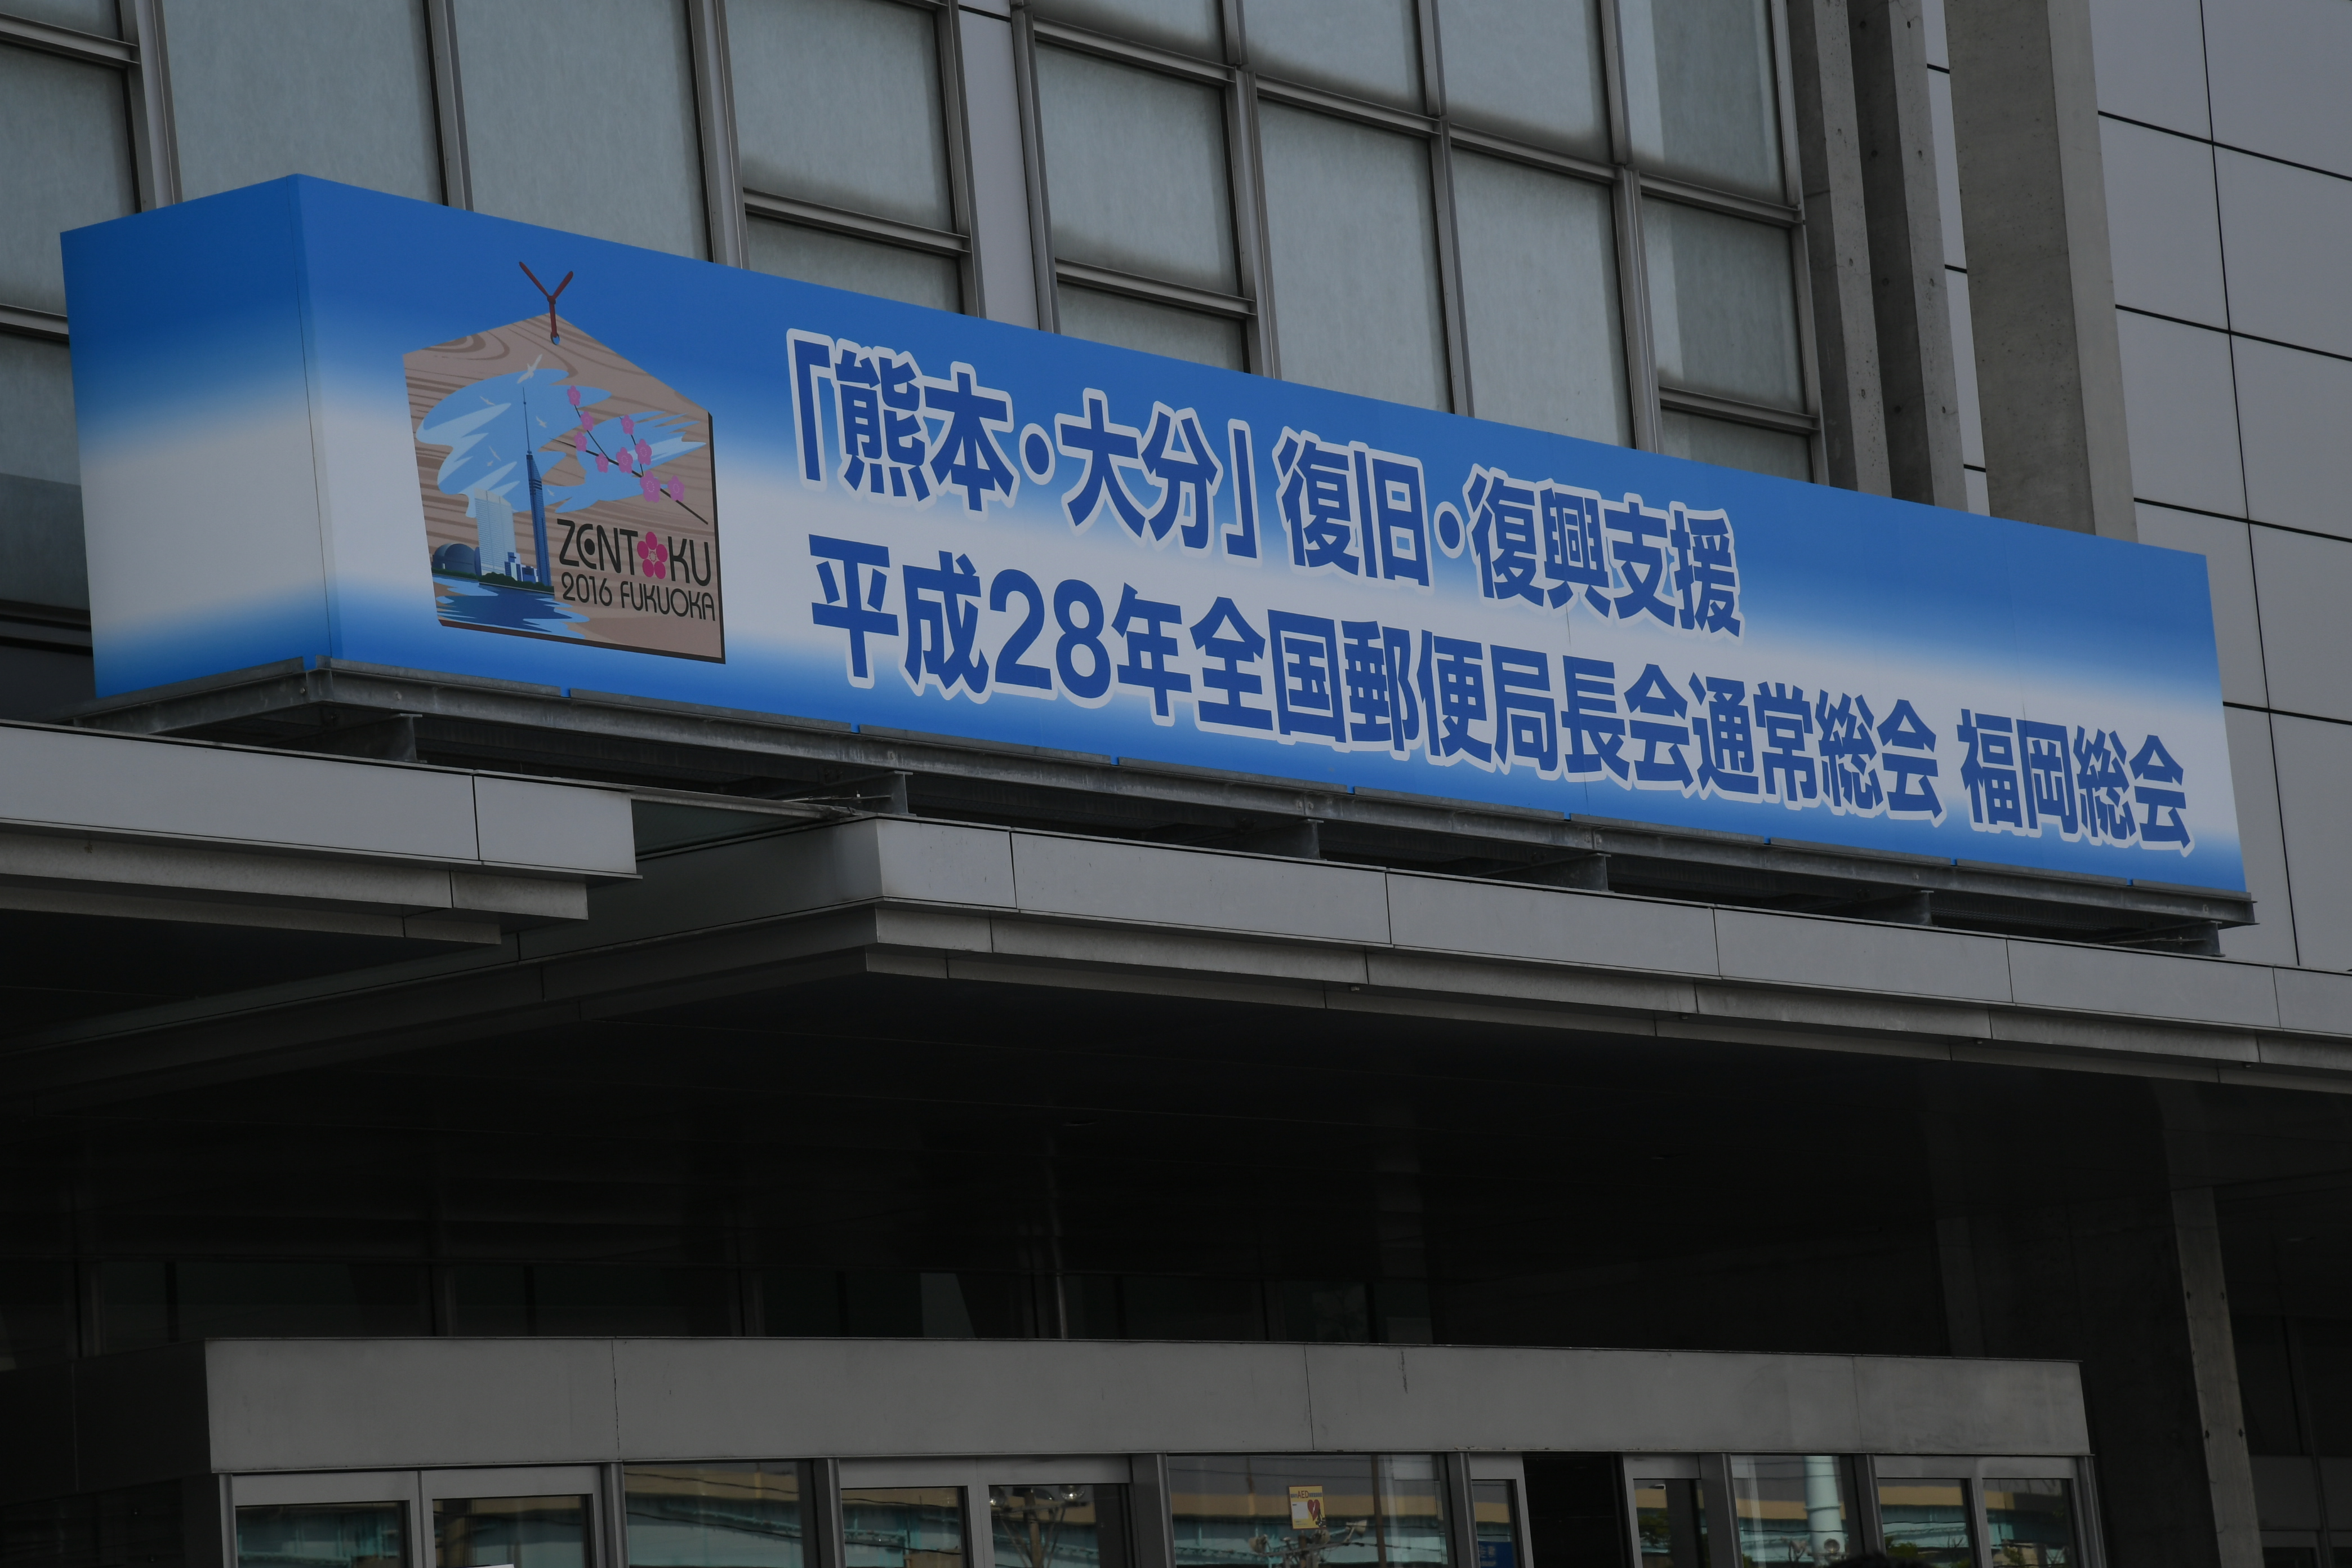 「熊本・大分」復旧・復興支援
平成28年全国郵便局長会通常総会 福岡総会
ZENTOKU
2016 FUKUOKA
AED